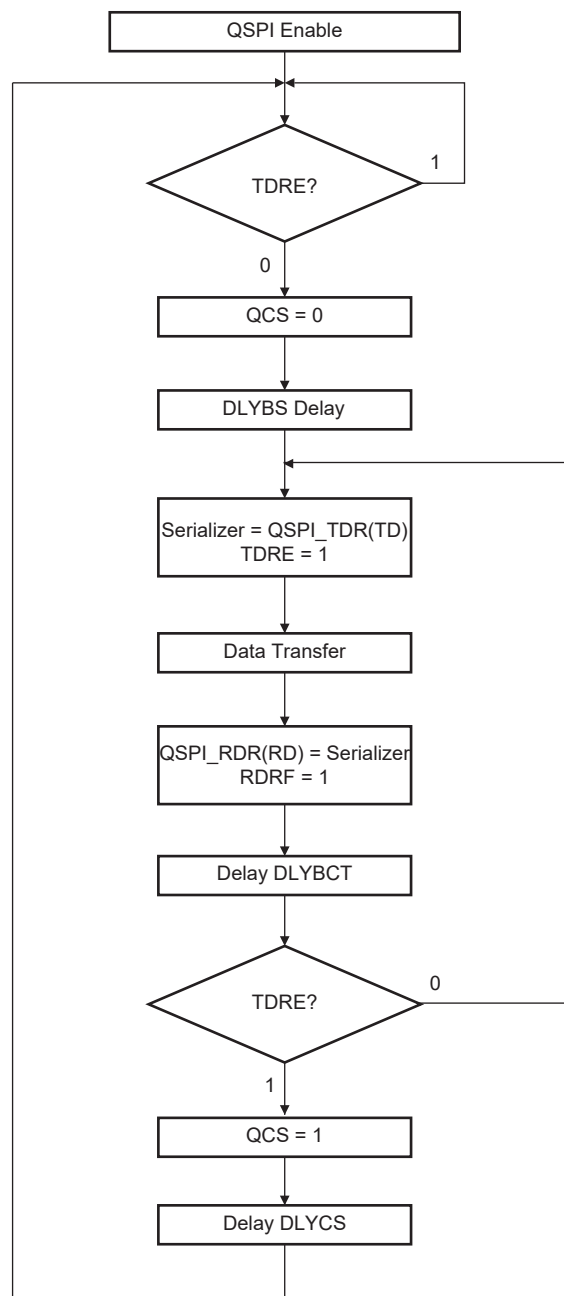 QSPI Enable
TDRE?
1
0
QCS = 0
DLYBS Delay
Serializer = QSPI_TDR(TD)
TDRE = 1
Data Transfer
QSPI_RDR(RD) = Serializer
RDRF = 1
Delay DLYBCT
TDRE?
0
1
QCS = 1
Delay DLYCS